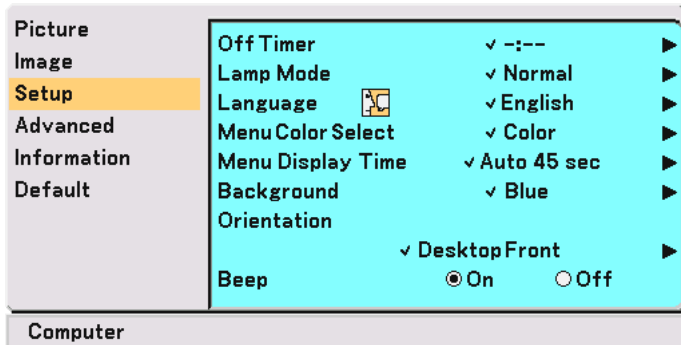 Picture
Image
Setup
Advanced
Information
Default
Off Timer ✓ -:-- ▶
Lamp Mode ✓ Normal ▶
Language ✓ English ▶
Menu Color Select ✓ Color ▶
Menu Display Time ✓ Auto 45 sec ▶
Background ✓ Blue ▶
Orientation
✓ Desktop Front ▶
Beep On Off
Computer